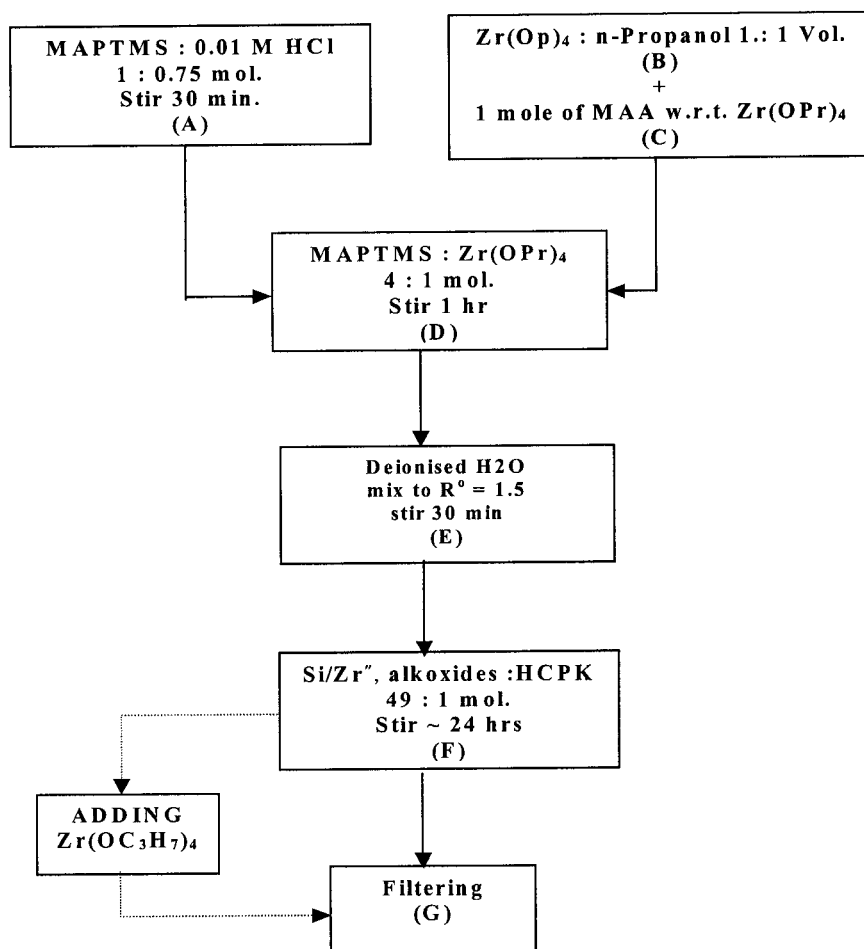 MAPTMS : 0.01 M HCl
1 : 0.75 mol.
Stir 30 min.
(A)
Zr(Op)₄ : n-Propanol 1.: 1 Vol.
(B)
+
1 mole of MAA w.r.t. Zr(OPr)₄
(C)
MAPTMS : Zr(OPr)₄
4 : 1 mol.
Stir 1 hr
(D)
Deionised H2O
mix to R° = 1.5
stir 30 min
(E)
Si/Zr″, alkoxides :HCPK
49 : 1 mol.
Stir ~ 24 hrs
(F)
ADDING
Zr(OC₃H₇)₄
Filtering
(G)